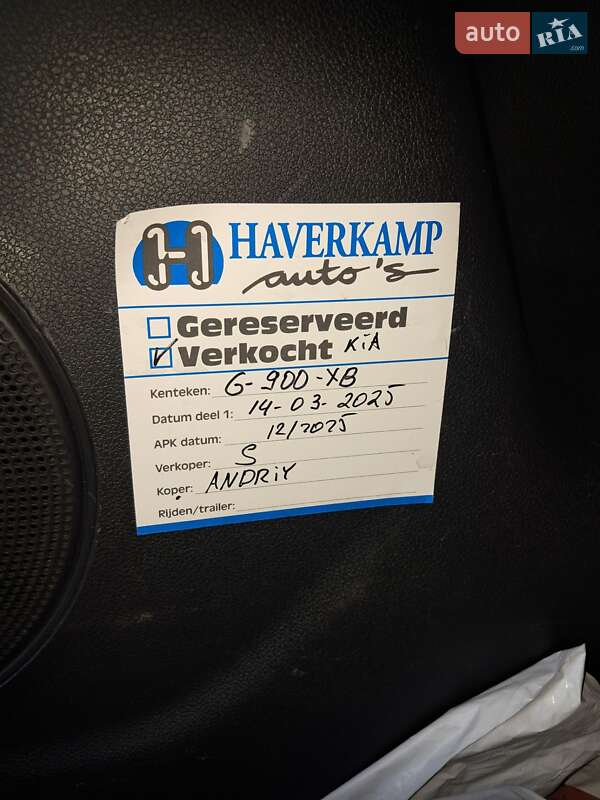 auto RIA .com
H HAVERKAMP
auto's
Gereserveerd
Verkocht KiA
Kenteken: G-900-XB
Datum deel 1: 14-03-2025
APK datum: 12/2025
Verkoper: S
Koper: ANDRiY
Rijden/trailer: